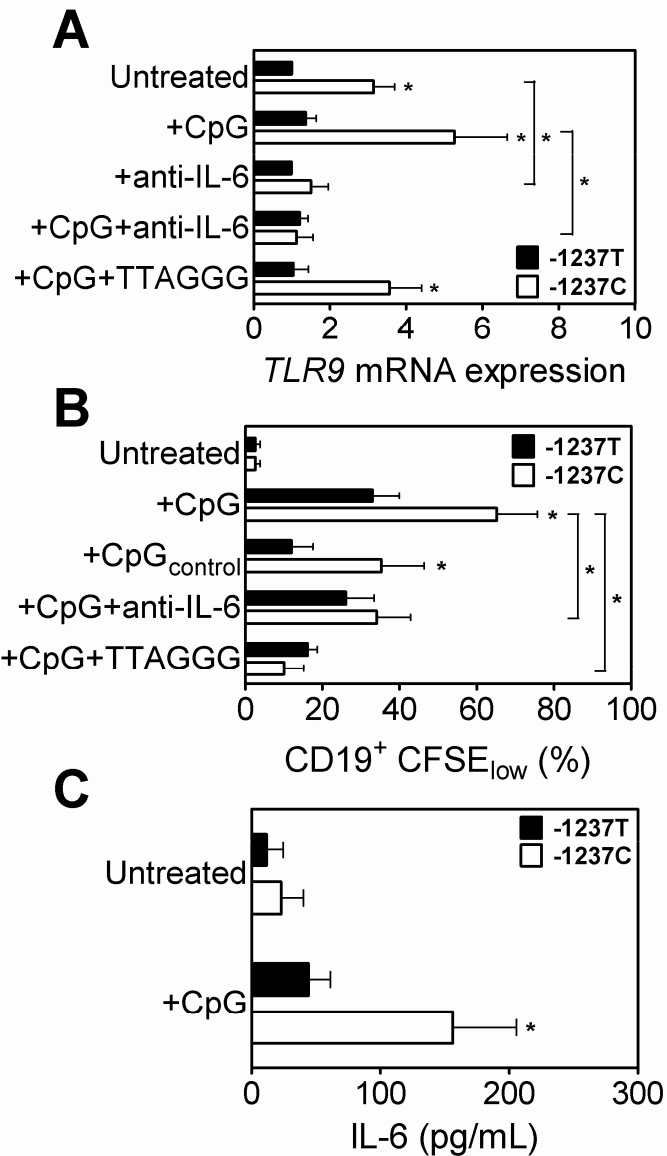 A
Untreated
*
+CpG
* *
+anti-IL-6
*
+CpG+anti-IL-6
-1237T
+CpG+TTAGGG
*
-1237C
0 2 4 6 8 10
TLR9 mRNA expression
B
Untreated
-1237T
-1237C
+CpG
*
+CpGcontrol
* *
+CpG+anti-IL-6
*
+CpG+TTAGGG
0 20 40 60 80 100
CD19+ CFSElow (%)
C
-1237T
-1237C
Untreated
+CpG
*
0 100 200 300
IL-6 (pg/mL)